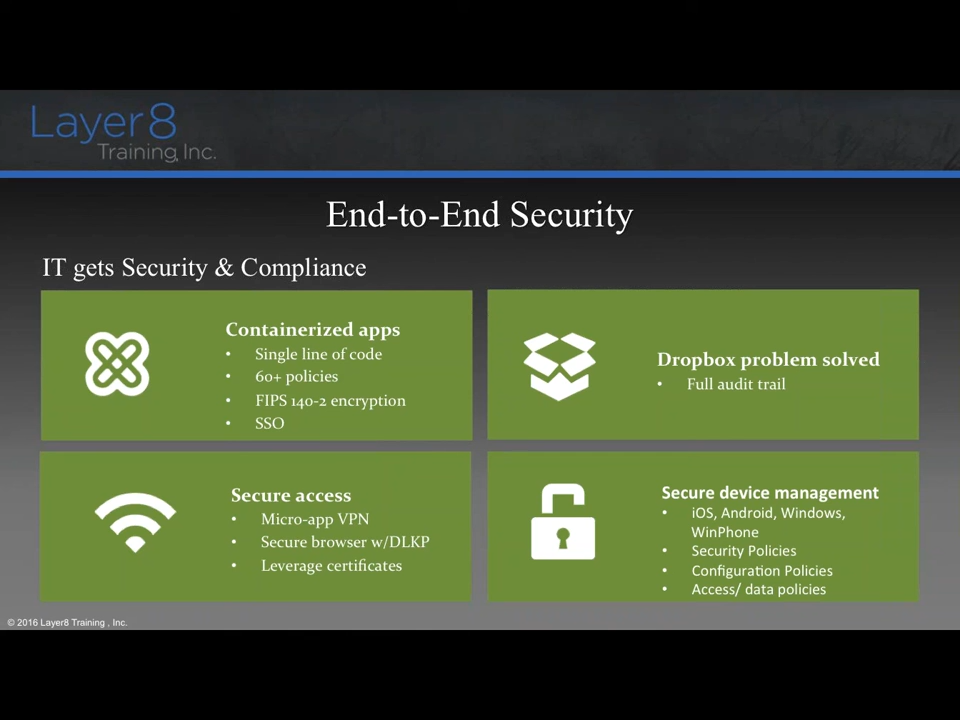 Layer8
Training, Inc.
End-to-End Security
IT gets Security & Compliance
Containerized apps
• Single line of code
• 60+ policies
• FIPS 140-2 encryption
• SSO
Dropbox problem solved
• Full audit trail
Secure access
• Micro-app VPN
• Secure browser w/DLKP
• Leverage certificates
Secure device management
• iOS, Android, Windows,
WinPhone
• Security Policies
• Configuration Policies
• Access/ data policies
© 2016 Layer8 Training , Inc.